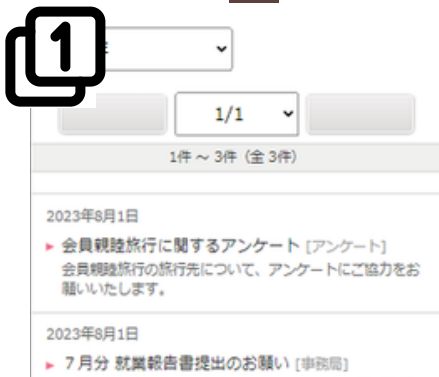 1
1/1
1件 ~ 3件 (全 3件)
2023年8月1日
会員親睦旅行に関するアンケート [アンケート]
会員親睦旅行の旅行先について、アンケートにご協力をお
願いいたします。
2023年8月1日
7月分 就業報告書提出のお願い [事務局]